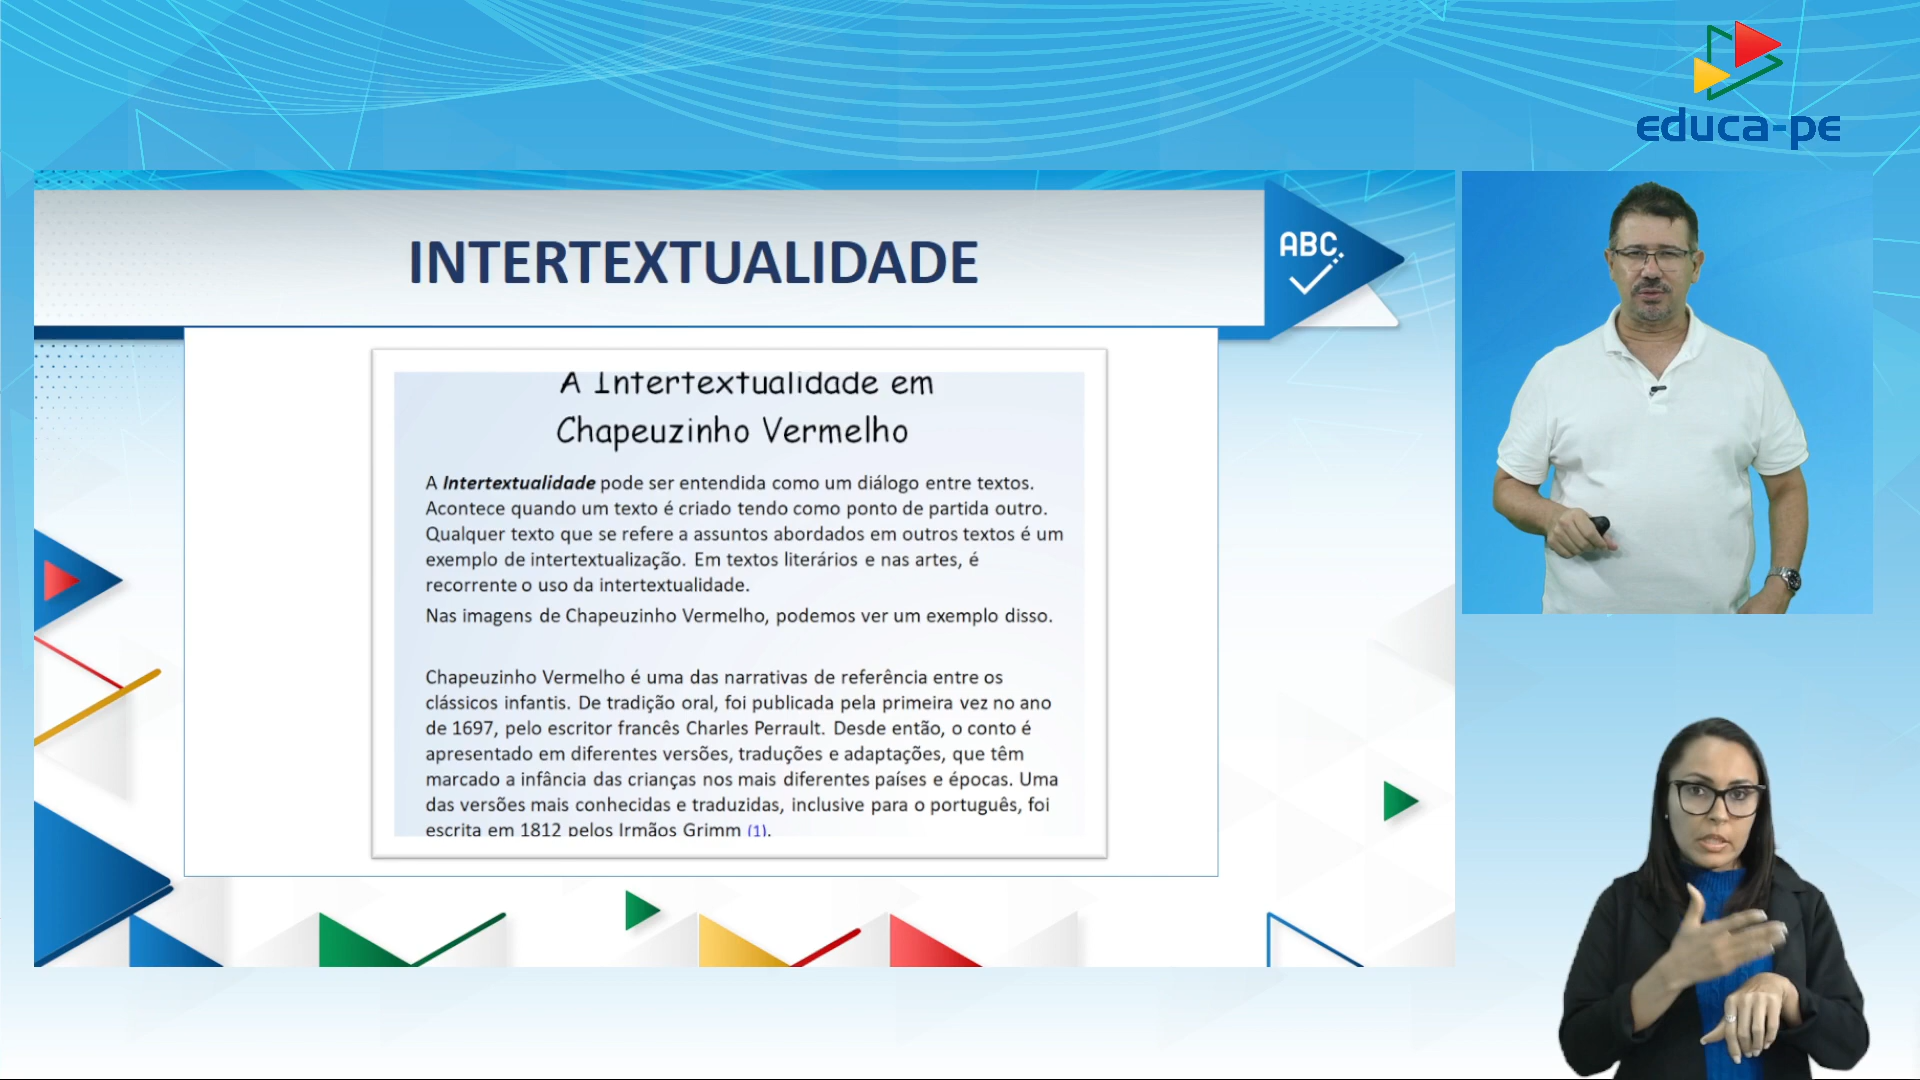 educa-pe
INTERTEXTUALIDADE
ABC
A Intertextualidade em
Chapeuzinho Vermelho
A Intertextualidade pode ser entendida como um diálogo entre textos.
Acontece quando um texto é criado tendo como ponto de partida outro.
Qualquer texto que se refere a assuntos abordados em outros textos é um
exemplo de intertextualização. Em textos literários e nas artes, é
recorrente o uso da intertextualidade.
Nas imagens de Chapeuzinho Vermelho, podemos ver um exemplo disso.
Chapeuzinho Vermelho é uma das narrativas de referência entre os
clássicos infantis. De tradição oral, foi publicada pela primeira vez no ano
de 1697, pelo escritor francês Charles Perrault. Desde então, o conto é
apresentado em diferentes versões, traduções e adaptações, que têm
marcado a infância das crianças nos mais diferentes países e épocas. Uma
das versões mais conhecidas e traduzidas, inclusive para o português, foi
escrita em 1812 pelos Irmãos Grimm (1).